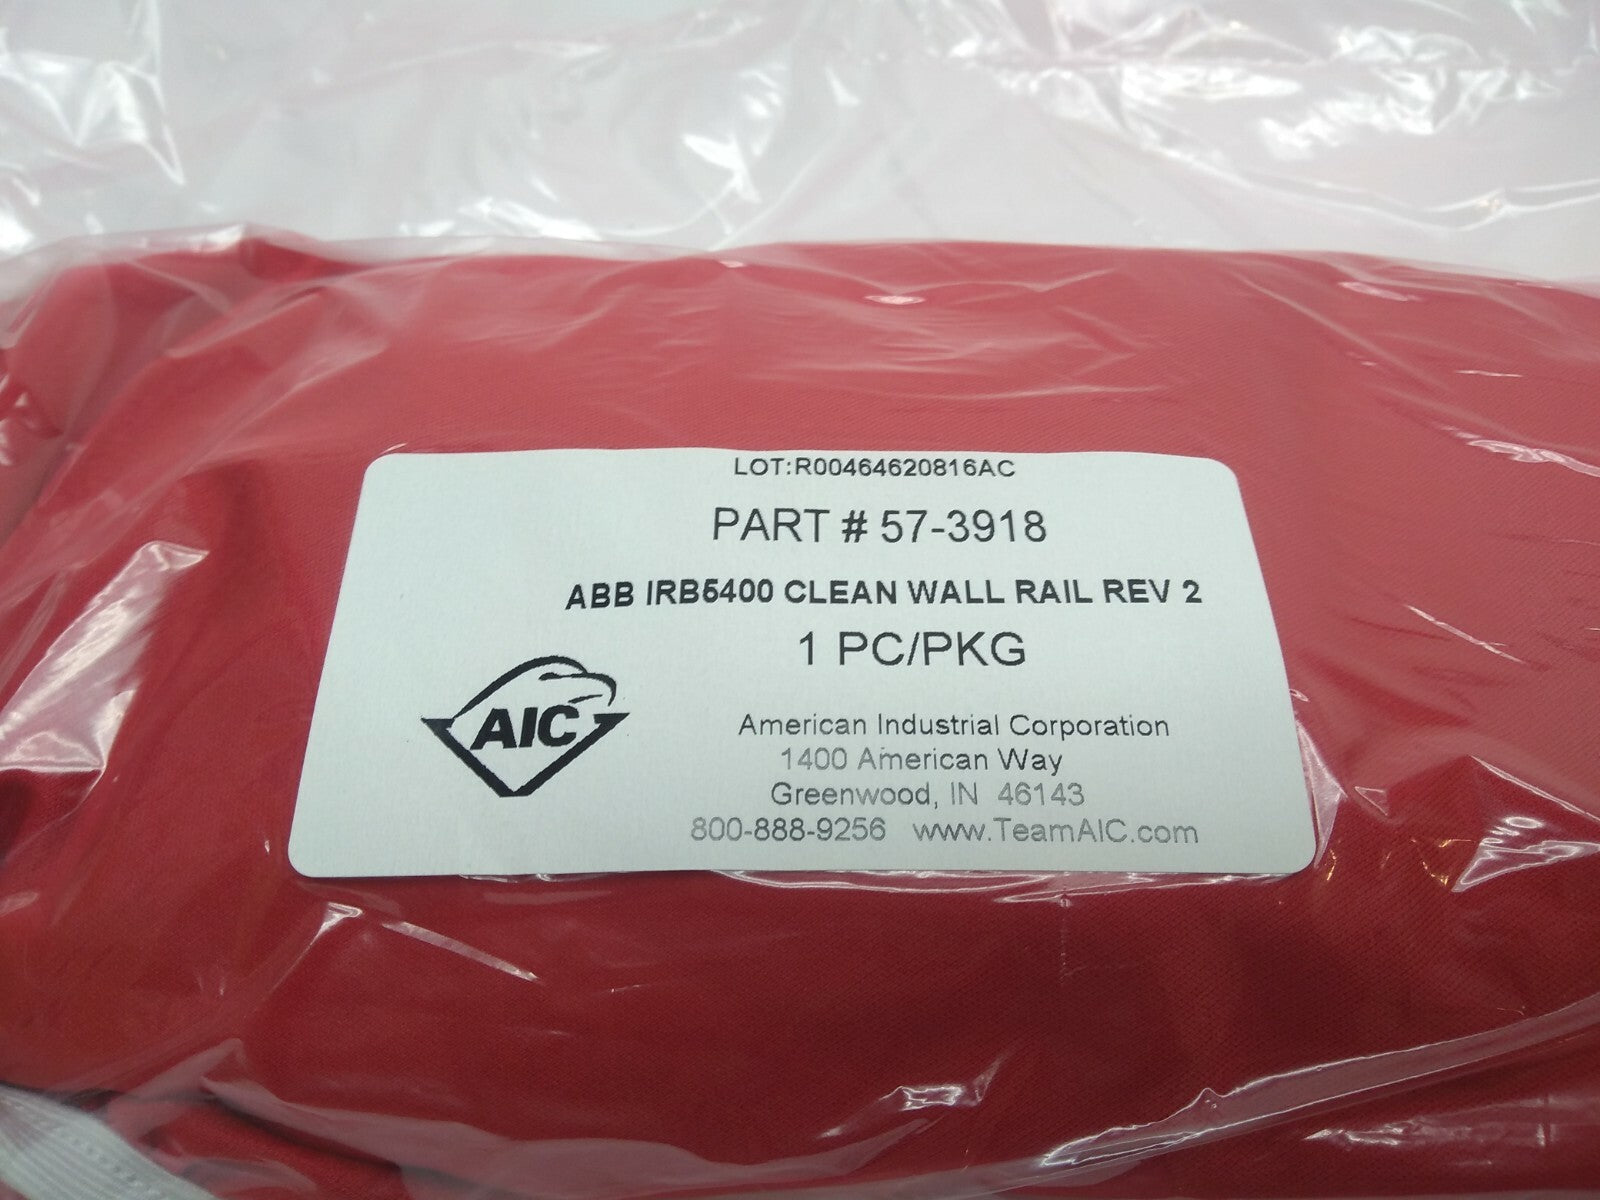 LOT:R00464620816AC
PART # 57-3918
ABB IRB5400 CLEAN WALL RAIL REV 2
1 PC/PKG
AIC
American Industrial Corporation
1400 American Way
Greenwood, IN 46143
800-888-9256 www.TeamAIC.com